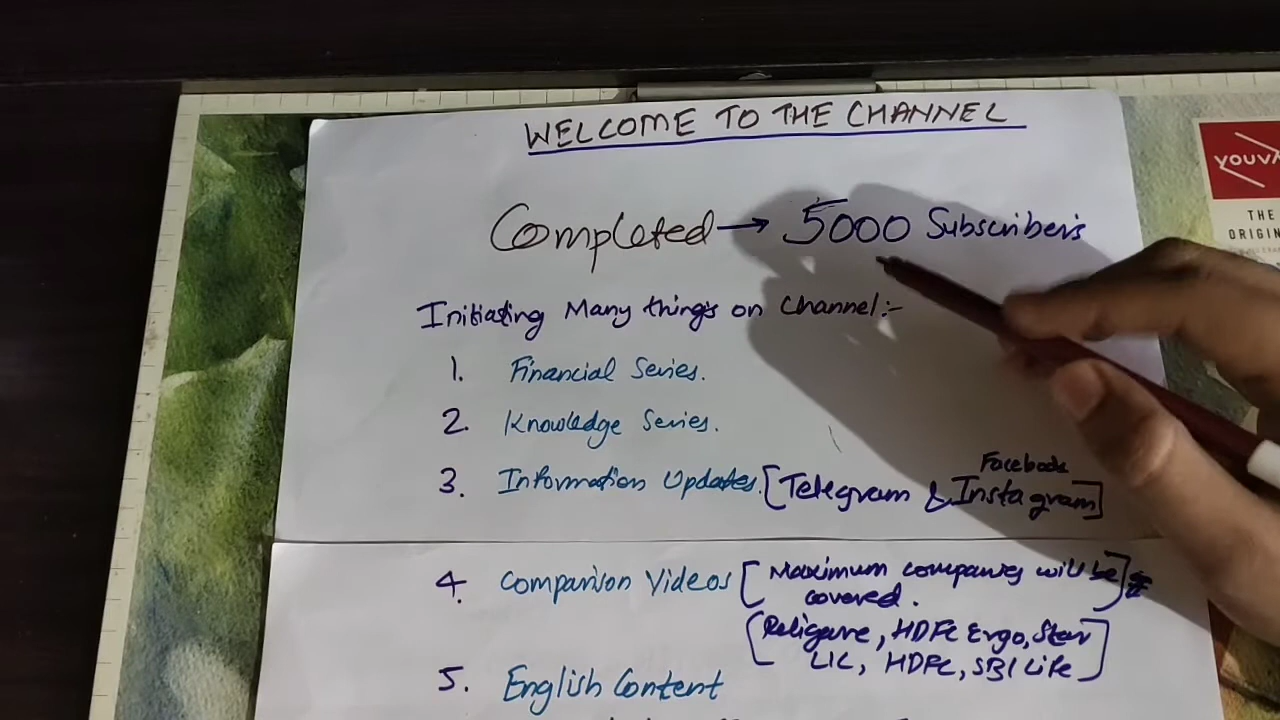 WELCOME TO THE CHANNEL
Completed → 5000 Subscriber's
Initiating Many thing's on Channel:-
1. Financial Series.
2. Knowledge Series.
3. Information Updates. [Telegram & Instagram]
Facebook
4. Comparison Videos [Maximum companies will be
covered.]
[Religare, HDFC Ergo, Star
LIC, HDFC, SBI Life]
5. English Content
YOUVA
THE
ORIGIN